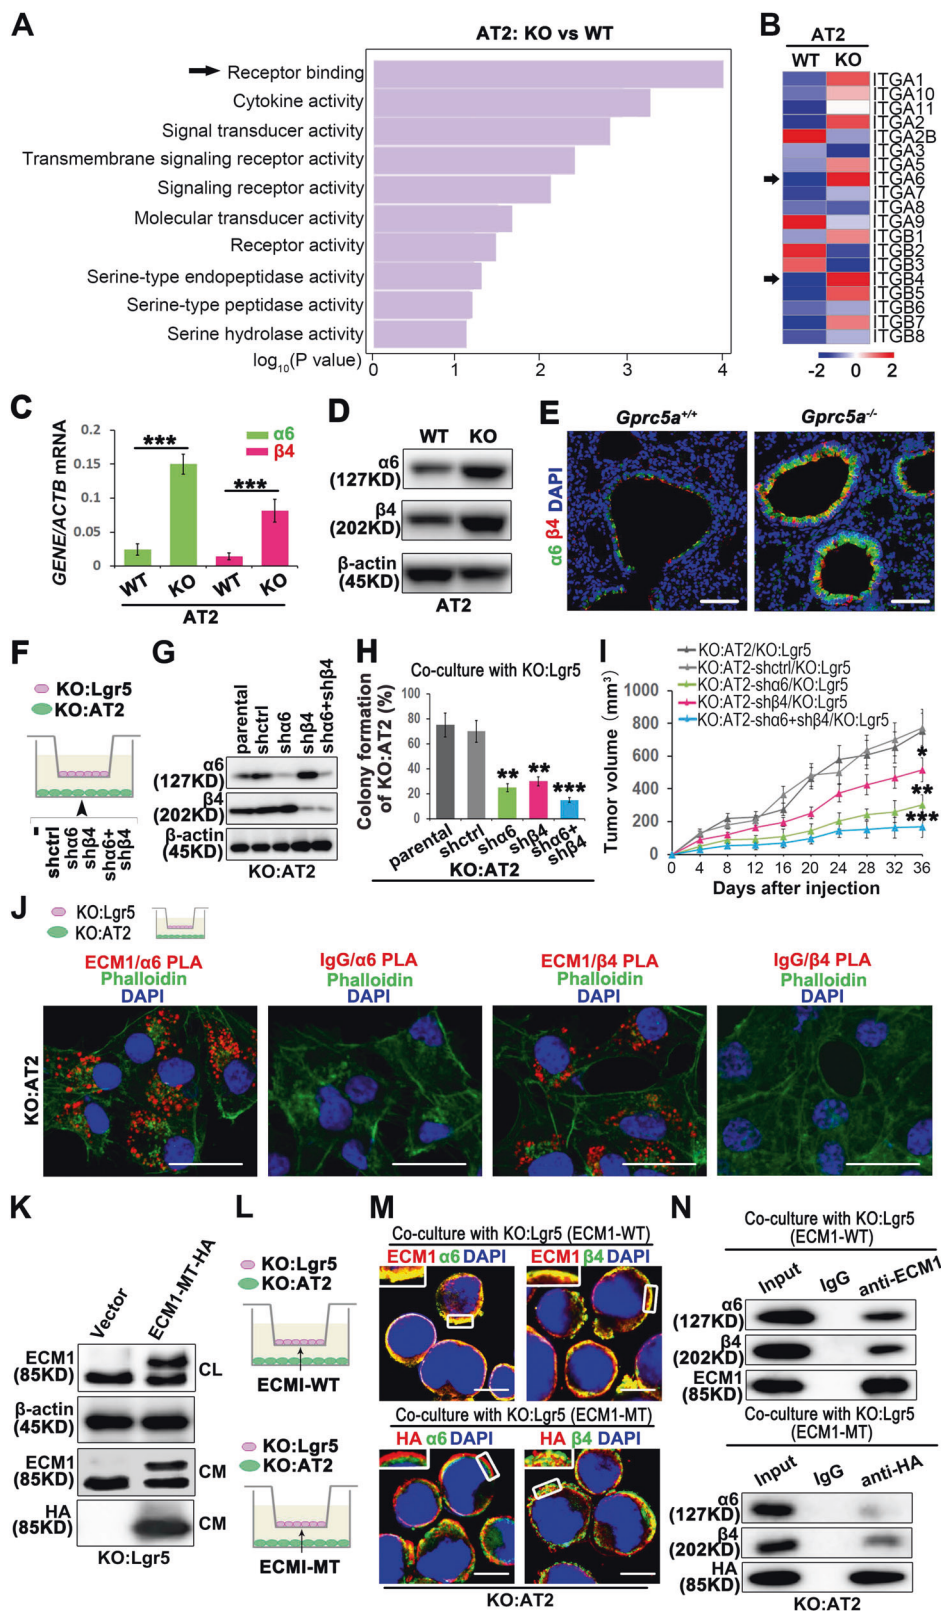 A
AT2: KO vs WT
Receptor binding
Cytokine activity
Signal transducer activity
Transmembrane signaling receptor activity
Signaling receptor activity
Molecular transducer activity
Receptor activity
Serine-type endopeptidase activity
Serine-type peptidase activity
Serine hydrolase activity
log10(P value)
0 1 2 3 4
B
AT2
WT KO
ITGA1
ITGA10
ITGA11
ITGA2
ITGA2B
ITGA3
ITGA5
ITGA6
ITGA7
ITGA8
ITGA9
ITGB1
ITGB2
ITGB3
ITGB4
ITGB5
ITGB6
ITGB7
ITGB8
-2 0 2
C
GENE/ACTB mRNA
0.2
0.15
0.1
0.05
0
*** ***
α6
β4
WT KO WT KO
AT2
D
WT KO
α6
(127KD)
β4
(202KD)
β-actin
(45KD)
AT2
E
Gprc5a+/+ Gprc5a-/-
α6 β4 DAPI
F
KO:Lgr5
KO:AT2
-
shctrl
shα6
shβ4
shα6+
shβ4
G
parental
shctrl
shα6
shβ4
shα6+shβ4
α6
(127KD)
β4
(202KD)
β-actin
(45KD)
KO:AT2
H
Co-culture with KO:Lgr5
Colony formation
of KO:AT2 (%)
100
80
60
40
20
0
** ** ***
parental
shctrl
shα6
shβ4
shα6+
shβ4
KO:AT2
I
KO:AT2/KO:Lgr5
KO:AT2-shctrl/KO:Lgr5
KO:AT2-shα6/KO:Lgr5
KO:AT2-shβ4/KO:Lgr5
KO:AT2-shα6+shβ4/KO:Lgr5
Tumor volume (mm3)
1000
800
600
400
200
0
*
**
***
0 4 8 12 16 20 24 28 32 36
Days after injection
J
KO:Lgr5
KO:AT2
ECM1/α6 PLA
Phalloidin
DAPI
IgG/α6 PLA
Phalloidin
DAPI
ECM1/β4 PLA
Phalloidin
DAPI
IgG/β4 PLA
Phalloidin
DAPI
KO:AT2
K
Vector
ECM1-MT-HA
ECM1
(85KD)
CL
β-actin
(45KD)
ECM1
(85KD)
CM
HA
(85KD)
CM
KO:Lgr5
L
KO:Lgr5
KO:AT2
ECMI-WT
KO:Lgr5
KO:AT2
ECMI-MT
M
Co-culture with KO:Lgr5 (ECM1-WT)
ECM1 α6 DAPI
ECM1 β4 DAPI
Co-culture with KO:Lgr5 (ECM1-MT)
HA α6 DAPI
HA β4 DAPI
KO:AT2
N
Co-culture with KO:Lgr5
(ECM1-WT)
Input IgG anti-ECM1
α6
(127KD)
β4
(202KD)
ECM1
(85KD)
Co-culture with KO:Lgr5
(ECM1-MT)
Input IgG anti-HA
α6
(127KD)
β4
(202KD)
HA
(85KD)
KO:AT2